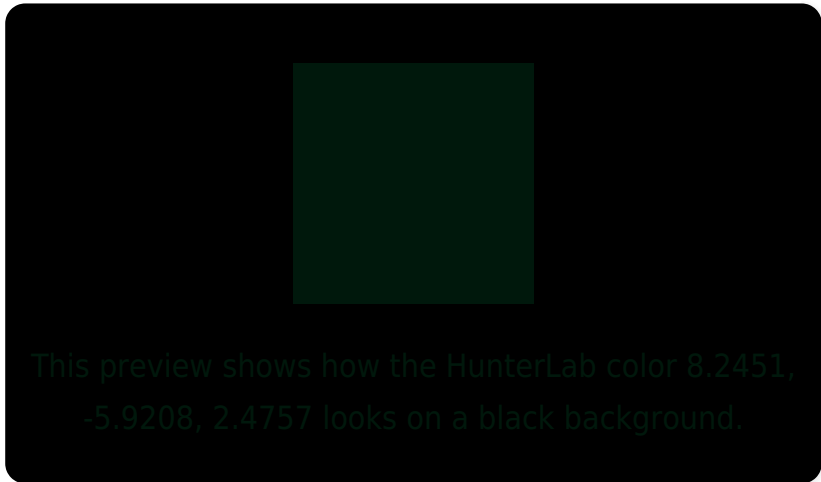 This preview shows how the HunterLab color 8.2451,
-5.9208, 2.4757 looks on a black background.